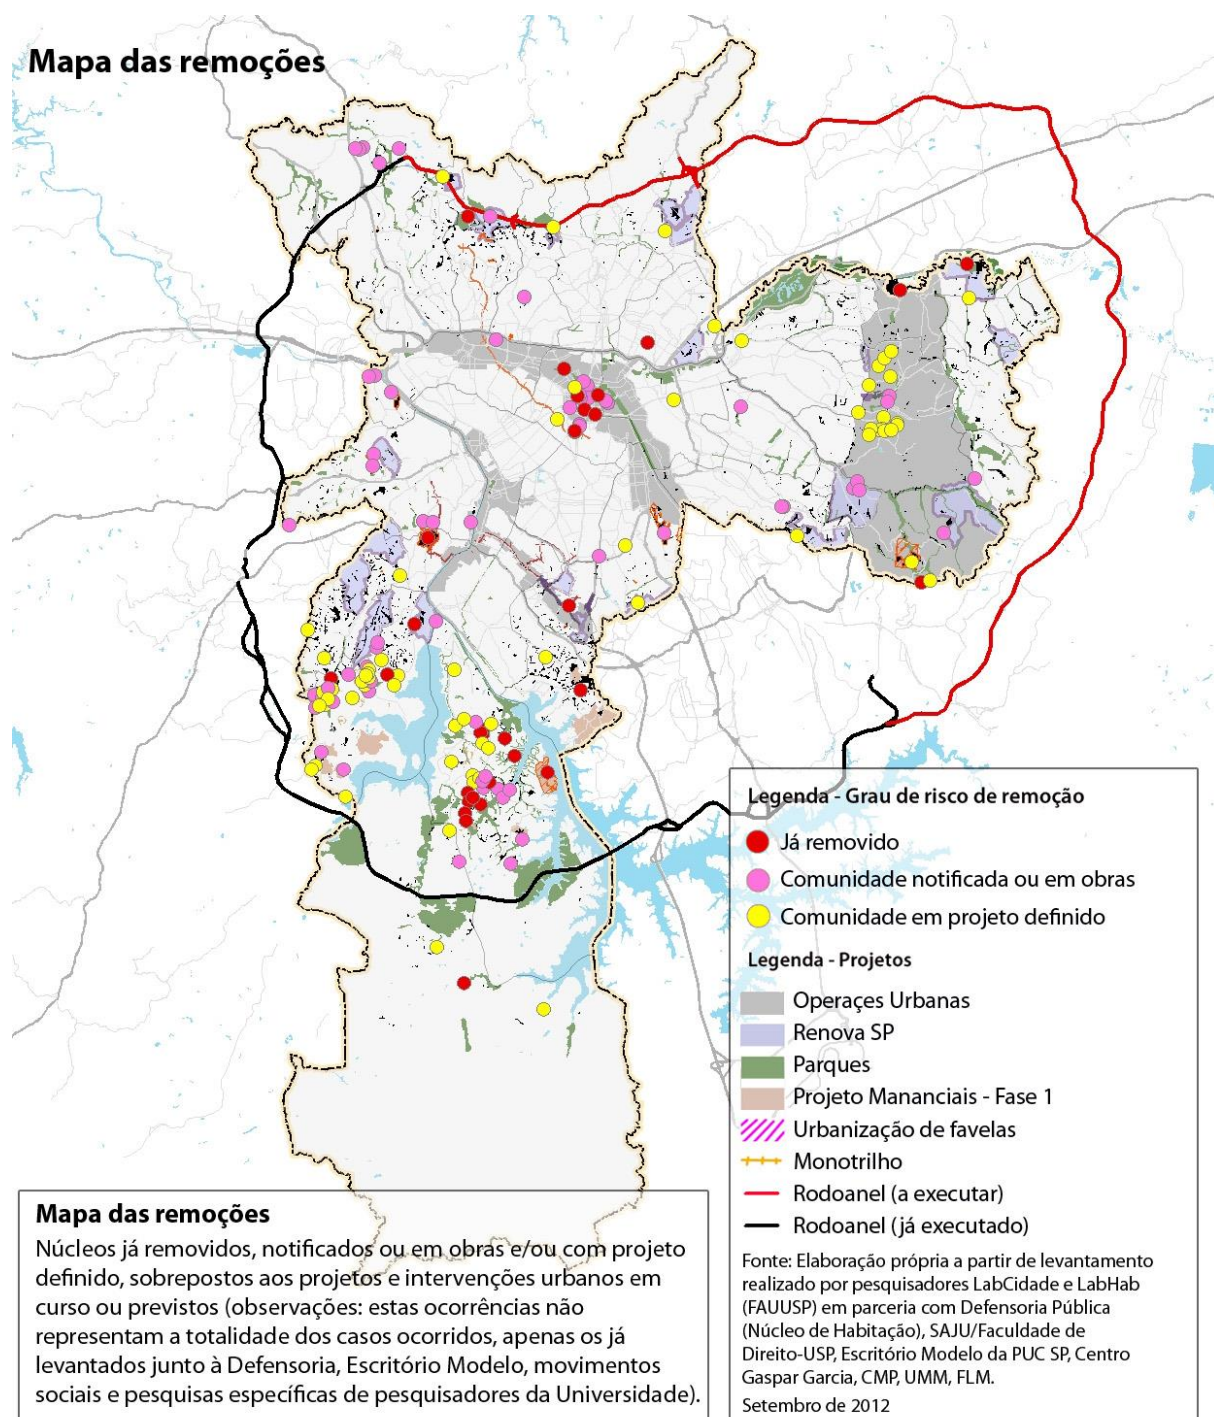 Mapa das remoções
Legenda - Grau de risco de remoção
Já removido
Comunidade notificada ou em obras
Comunidade em projeto definido
Legenda - Projetos
Operaçes Urbanas
Renova SP
Parques
Projeto Mananciais - Fase 1
Urbanização de favelas
Monotrilho
Rodoanel (a executar)
Rodoanel (já executado)
Fonte: Elaboração própria a partir de levantamento
realizado por pesquisadores LabCidade e LabHab
(FAUUSP) em parceria com Defensoria Pública
(Núcleo de Habitação), SAJU/Faculdade de
Direito-USP, Escritório Modelo da PUC SP, Centro
Gaspar Garcia, CMP, UMM, FLM.
Setembro de 2012
Mapa das remoções
Núcleos já removidos, notificados ou em obras e/ou com projeto
definido, sobrepostos aos projetos e intervenções urbanos em
curso ou previstos (observações: estas ocorrências não
representam a totalidade dos casos ocorridos, apenas os já
levantados junto à Defensoria, Escritório Modelo, movimentos
sociais e pesquisas específicas de pesquisadores da Universidade).